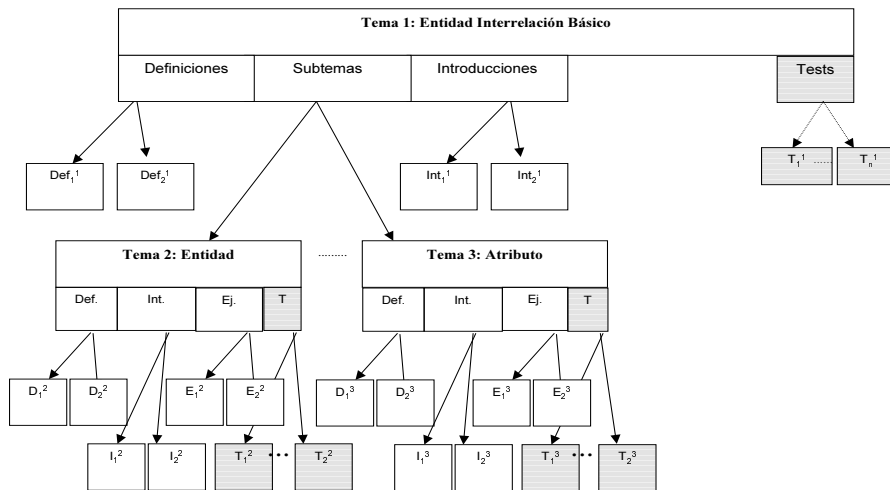 Tema 1: Entidad Interrelación Básico
Definiciones Subtemas Introducciones Tests
Def₁¹ Def₂¹ Int₁¹ Int₂¹ T₁¹ ...... Tₙ¹
Tema 2: Entidad ......... Tema 3: Atributo
Def. Int. Ej. T Def. Int. Ej. T
D₁² D₂² E₁² E₂² D₁³ D₂³ E₁³ E₂³
I₁² I₂² T₁² ... T₂² I₁³ I₂³ T₁³ ... T₂³